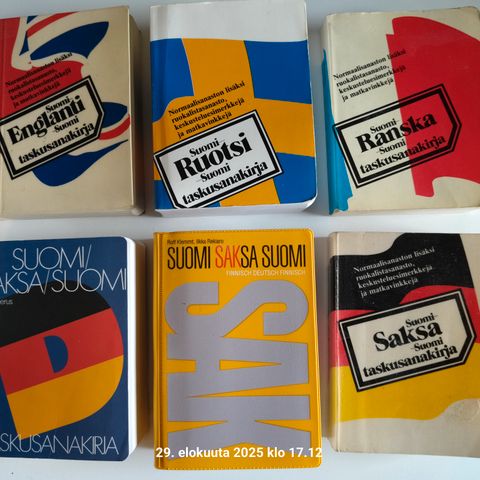 Normaalisanaston lisäksi
ruokalistasanasto,
keskusteluesimerkkejä
ja matkavinkkejä
Suomi–
Englanti
–Suomi
taskusanakirja
Normaalisanaston lisäksi
ruokalistasanasto,
keskusteluesimerkkejä
ja matkavinkkejä
Suomi–
Ruotsi
–Suomi
taskusanakirja
Normaalisanaston lisäksi
ruokalistasanasto,
keskusteluesimerkkejä
ja matkavinkkejä
Suomi–
Ranska
–Suomi
taskusanakirja
SUOMI/
AKSA/SUOMI
erus
D
SKUSANAKIRJA
Rolf Klemmt, Ilkka Rekiaro
SUOMI SAKSA SUOMI
FINNISCH DEUTSCH FINNISCH
SAK
Normaalisanaston lisäksi
ruokalistasanasto,
keskusteluesimerkkejä
ja matkavinkkejä
Suomi–
Saksa
–Suomi
taskusanakirja
29. elokuuta 2025 klo 17.12